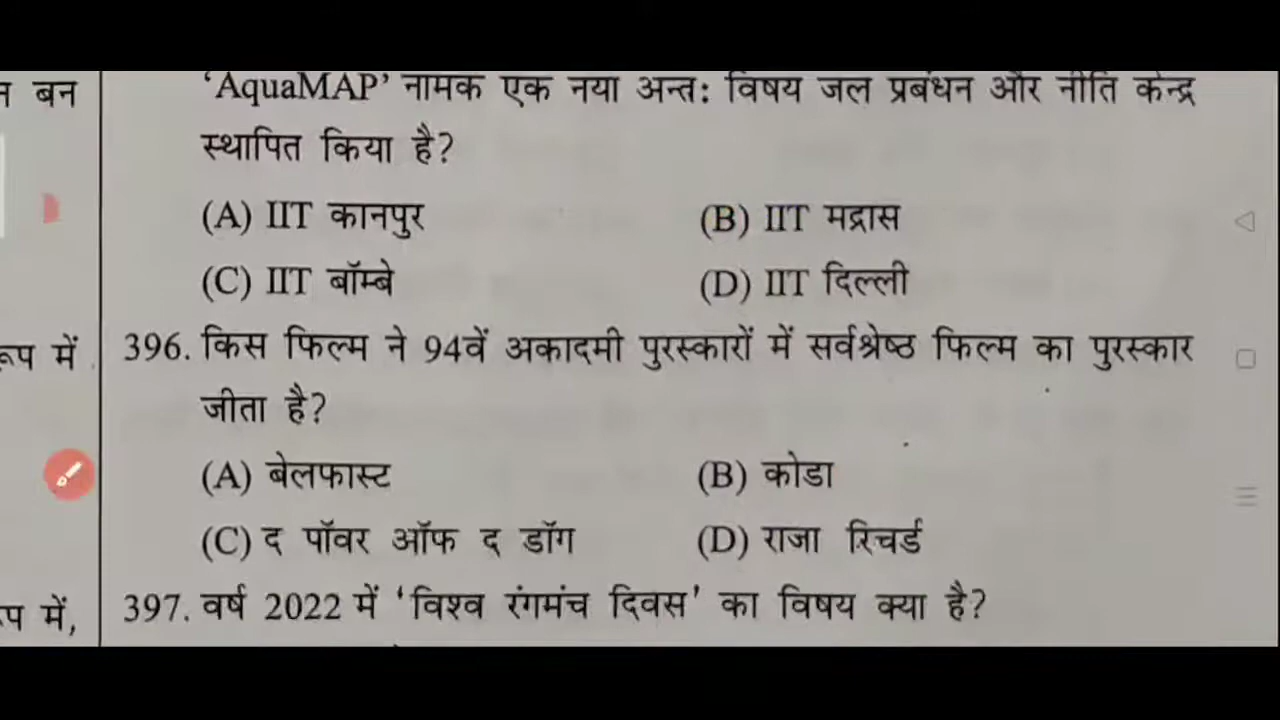 न बन
रूप में
रूप में,
'AquaMAP' नामक एक नया अन्तः विषय जल प्रबंधन और नीति केन्द्र
स्थापित किया है?
(A) IIT कानपुर (B) IIT मद्रास
(C) IIT बॉम्बे (D) IIT दिल्ली
396. किस फिल्म ने 94वें अकादमी पुरस्कारों में सर्वश्रेष्ठ फिल्म का पुरस्कार
जीता है?
(A) बेलफास्ट (B) कोडा
(C) द पॉवर ऑफ द डॉग (D) राजा रिचर्ड
397. वर्ष 2022 में 'विश्व रंगमंच दिवस' का विषय क्या है?